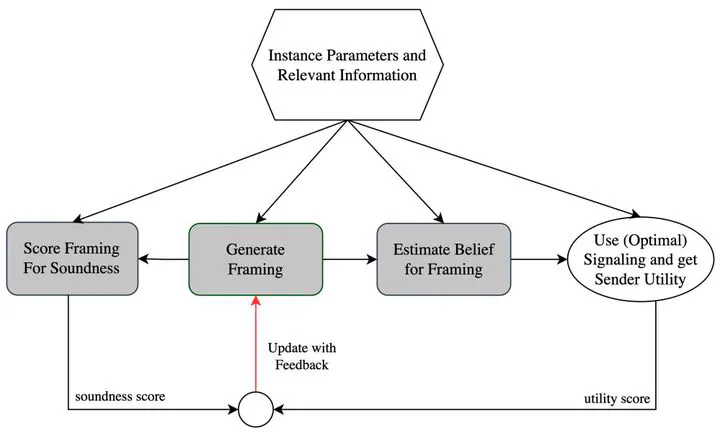 Instance Parameters and
Relevant Information
Score Framing
For Soundness
Generate
Framing
Estimate Belief
for Framing
Use (Optimal)
Signaling and get
Sender Utility
Update with
Feedback
soundness score
utility score